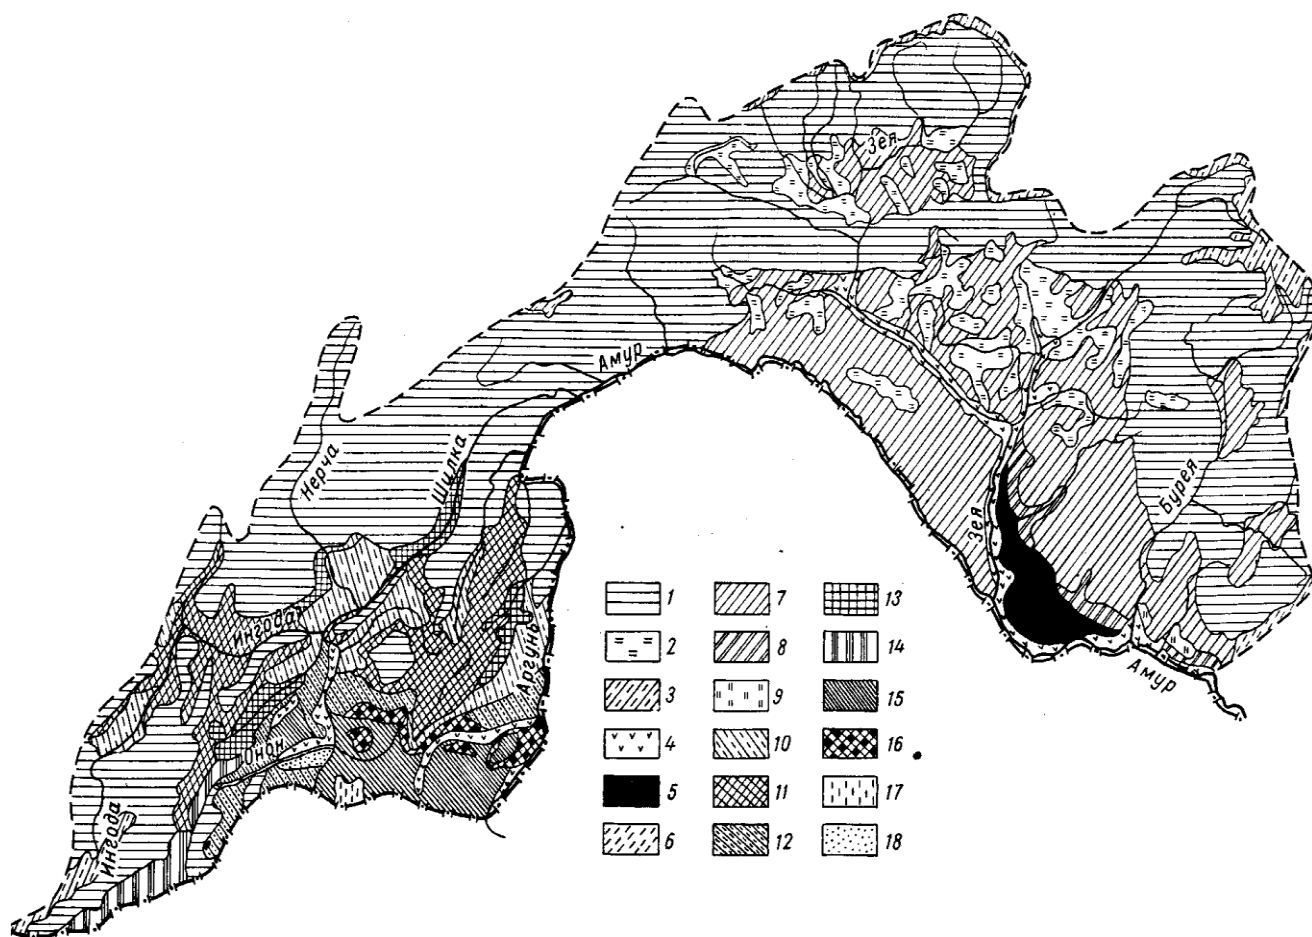 Зея
Амур
Нерча
Шилка
Бурея
Зея
Ингода
Аргунь
Амур
Онон
Ингода
1 7 13
2 8 14
3 9 15
4 10 16
5 11 17
6 12 18